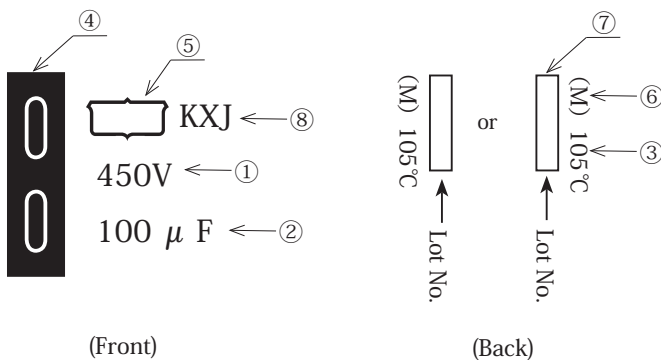 ④
⑤
⑦
KXJ
⑧
(M) 105℃
or
(M) 105℃
⑥
③
450V
①
100 μ F
②
Lot No.
Lot No.
(Front)
(Back)